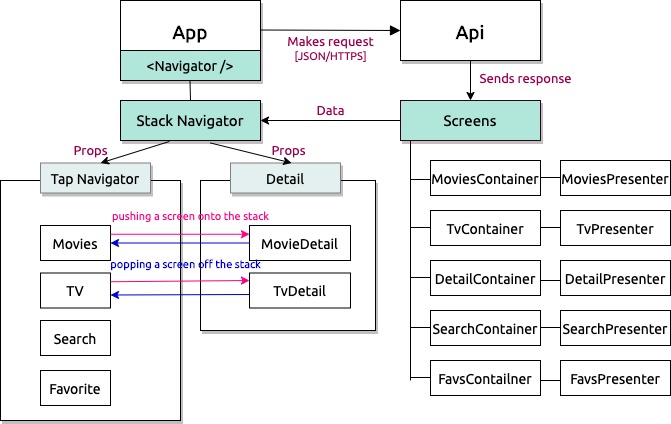 App
<Navigator />
Makes request
[JSON/HTTPS]
Api
Sends response
Stack Navigator
Data
Screens
Props
Props
Tap Navigator
Detail
pushing a screen onto the stack
Movies
MovieDetail
popping a screen off the stack
TV
TvDetail
Search
Favorite
MoviesContainer
MoviesPresenter
TvContainer
TvPresenter
DetailContainer
DetailPresenter
SearchContainer
SearchPresenter
FavsContailner
FavsPresenter